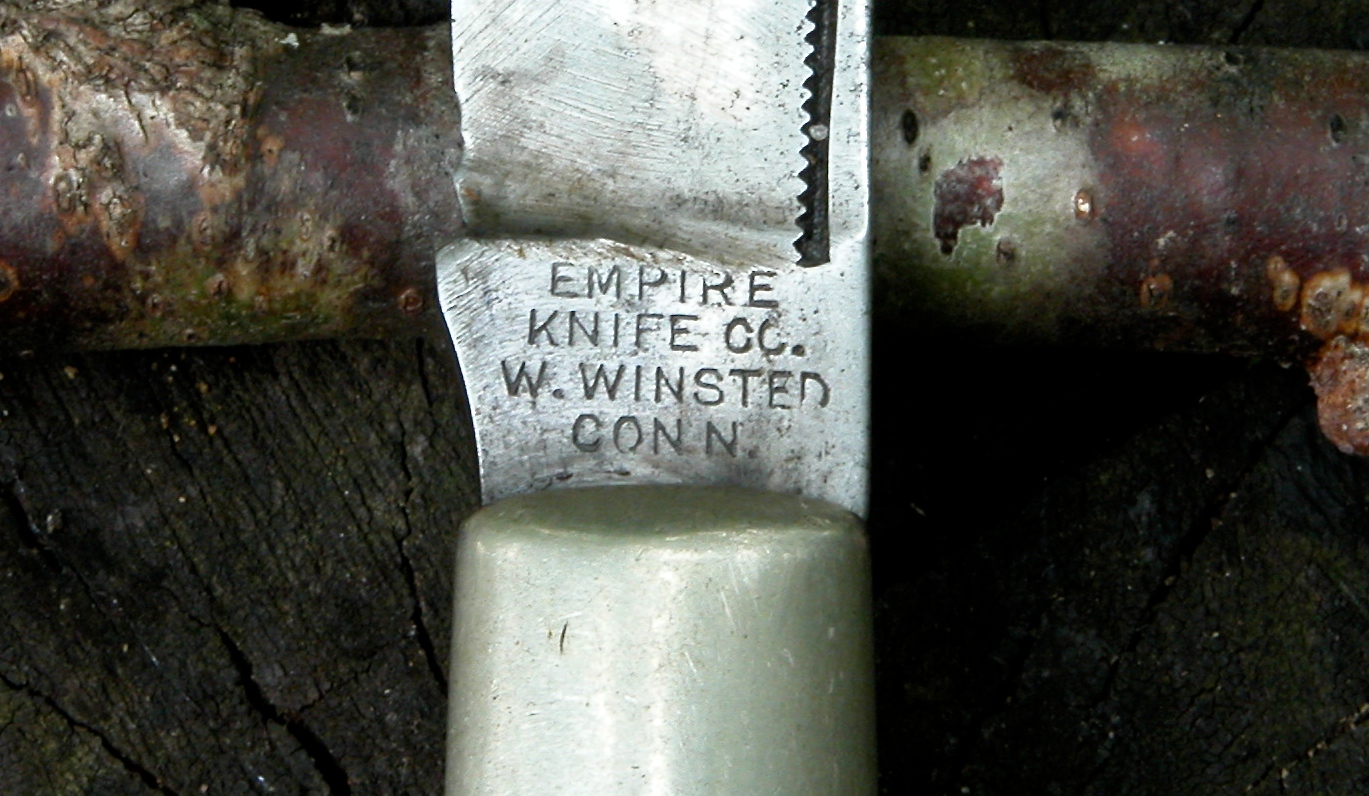 EMPIRE
KNIFE CO.
W. WINSTED
CONN.